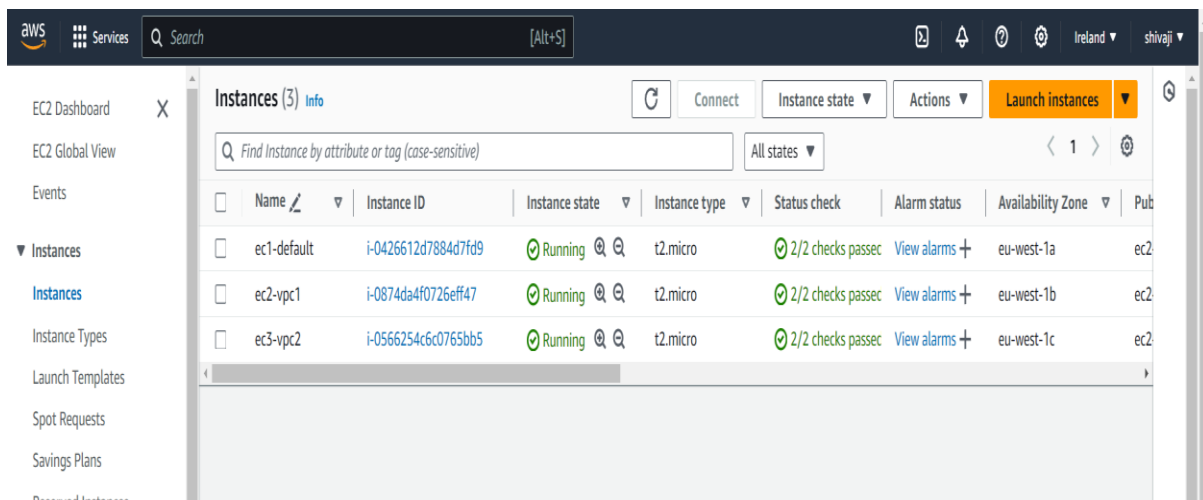 aws Services Search [Alt+S] Ireland shivaji
EC2 Dashboard
EC2 Global View
Events
Instances
Instances
Instance Types
Launch Templates
Spot Requests
Savings Plans
Reserved Instances
Instances (3) Info Connect Instance state Actions Launch instances
Find Instance by attribute or tag (case-sensitive) All states 1
Name Instance ID Instance state Instance type Status check Alarm status Availability Zone Pub
ec1-default i-0426612d7884d7fd9 Running t2.micro 2/2 checks passec View alarms + eu-west-1a ec2-
ec2-vpc1 i-0874da4f0726eff47 Running t2.micro 2/2 checks passec View alarms + eu-west-1b ec2-
ec3-vpc2 i-0566254c6c0765bb5 Running t2.micro 2/2 checks passec View alarms + eu-west-1c ec2-